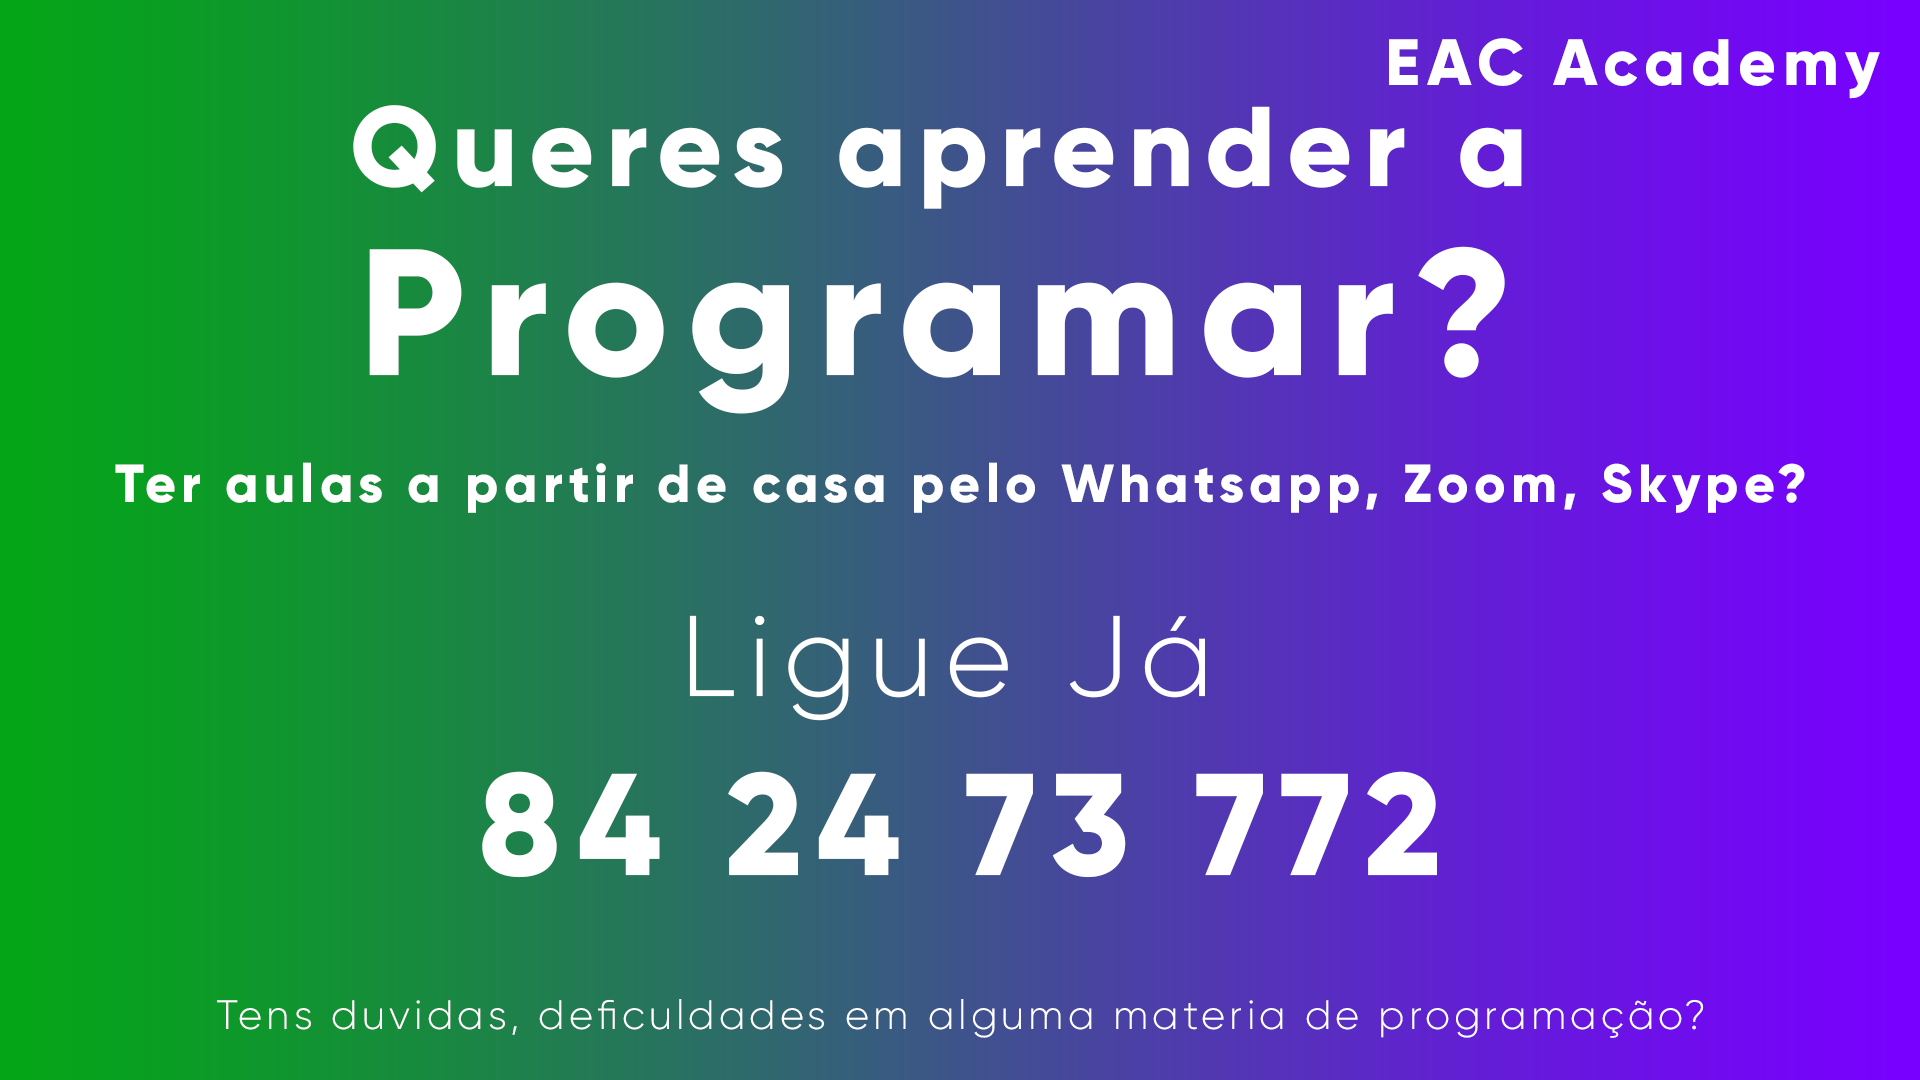 EAC Academy
Queres aprender a
Programar?
Ter aulas a partir de casa pelo Whatsapp, Zoom, Skype?
Ligue Já
84 24 73 772
Tens duvidas, deficuldades em alguma materia de programação?